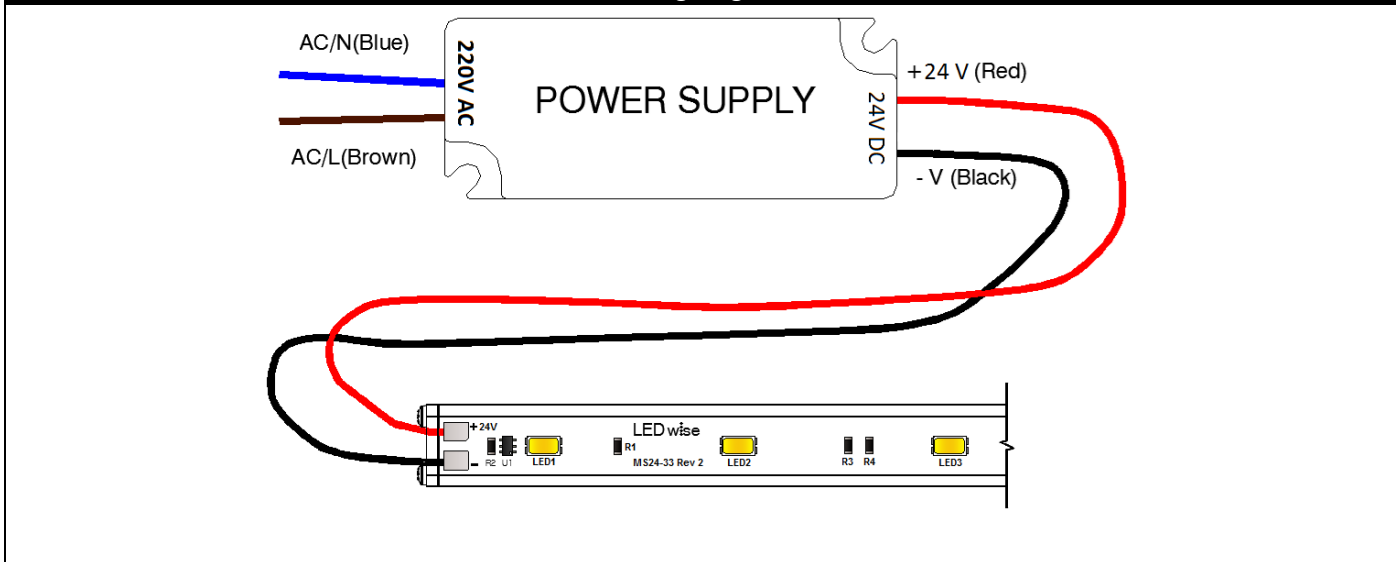 AC/N(Blue)
220V AC
AC/L(Brown)
POWER SUPPLY
24V DC
+24 V (Red)
- V (Black)
+ 24V
-
R2 U1 LED1
R1
LED wise
MS24-33 Rev 2
LED2
R3 R4
LED3